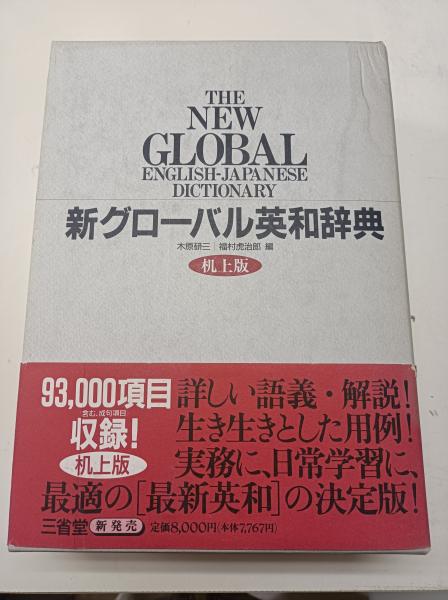 THE
NEW
GLOBAL
ENGLISH-JAPANESE
DICTIONARY
新グローバル英和辞典
木原研三｜福村虎治郎 編
机上版
93,000項目
含む、成句項目
収録!
机上版
詳しい語義・解説!
生き生きとした用例!
実務に、日常学習に、
最適の[最新英和]の決定版!
三省堂 新発売 定価8,000円(本体7,767円)